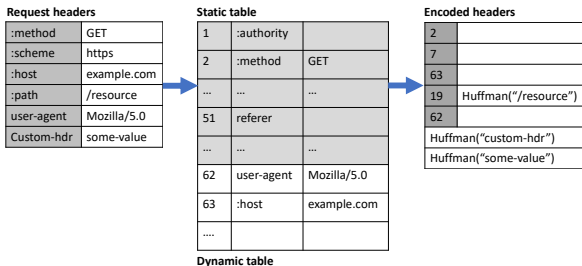 Request headers
:method GET
:scheme https
:host example.com
:path /resource
user-agent Mozilla/5.0
Custom-hdr some-value
Static table
1 :authority
2 :method GET
... ... ...
51 referer
... ... ...
62 user-agent Mozilla/5.0
63 :host example.com
....
Dynamic table
Encoded headers
2
7
63
19 Huffman(“/resource”)
62
Huffman(“custom-hdr”)
Huffman(“some-value”)